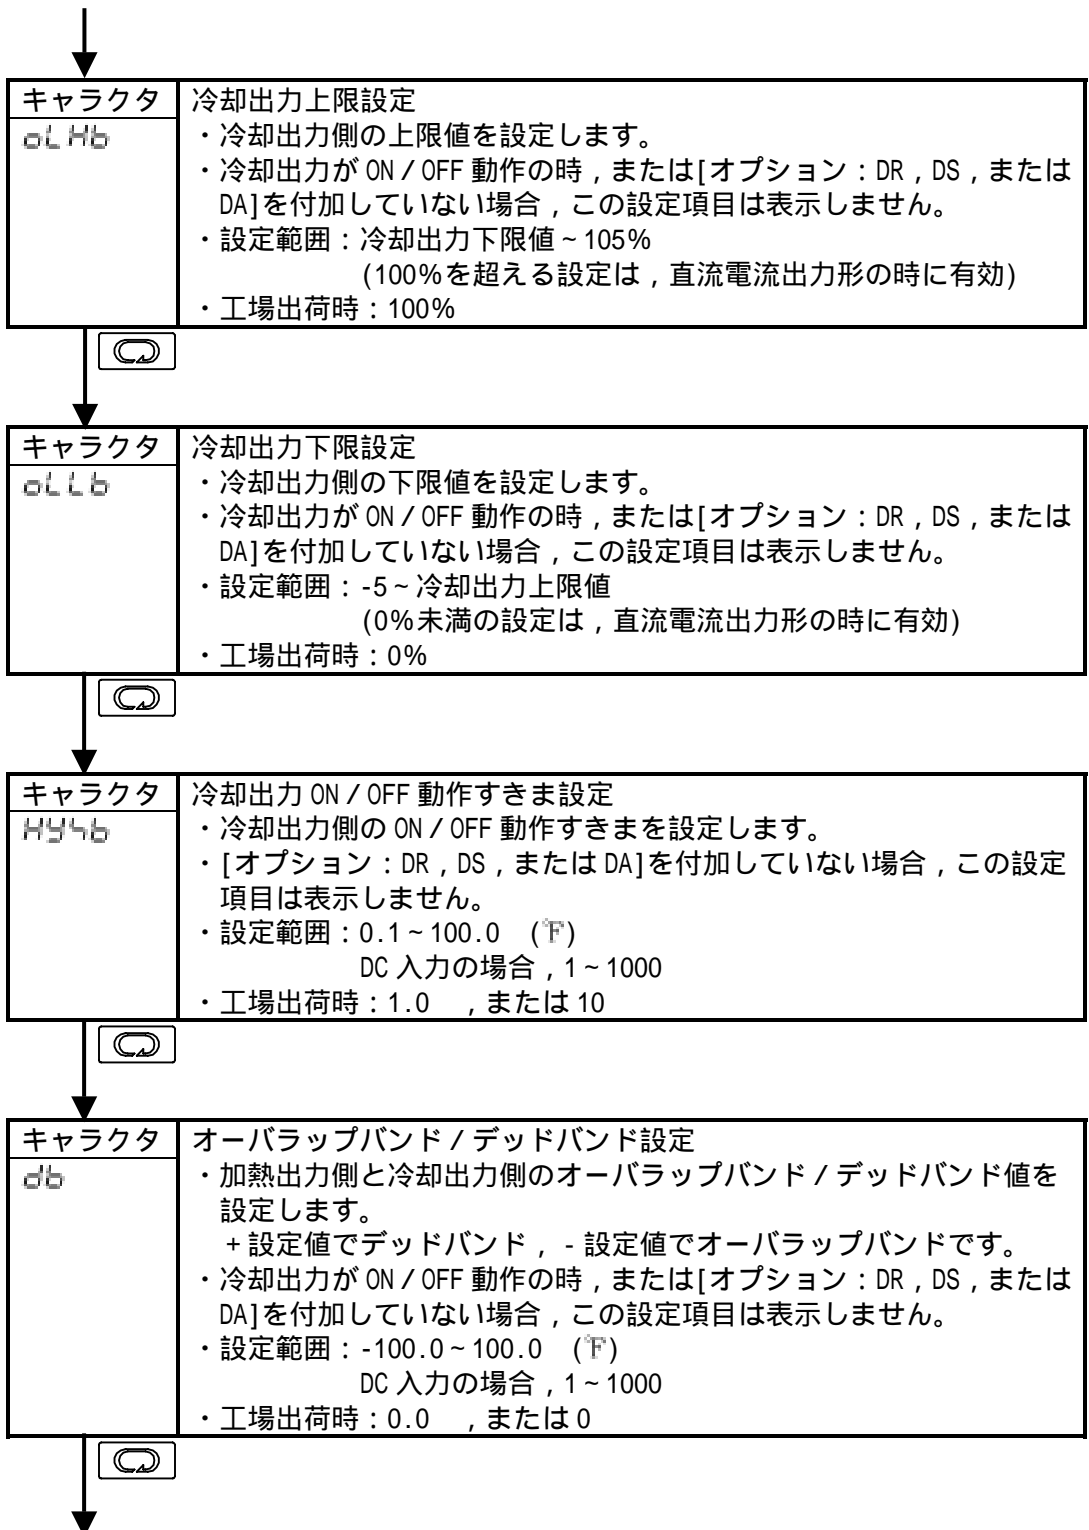 キャラクタ 冷却出力上限設定
oLHb ・冷却出力側の上限値を設定します。
・冷却出力が ON / OFF 動作の時，または[オプション：DR，DS，または
DA]を付加していない場合，この設定項目は表示しません。
・設定範囲：冷却出力下限値～105%
(100%を超える設定は，直流電流出力形の時に有効)
・工場出荷時：100%
キャラクタ 冷却出力下限設定
oLLb ・冷却出力側の下限値を設定します。
・冷却出力が ON / OFF 動作の時，または[オプション：DR，DS，または
DA]を付加していない場合，この設定項目は表示しません。
・設定範囲：-5～冷却出力上限値
(0%未満の設定は，直流電流出力形の時に有効)
・工場出荷時：0%
キャラクタ 冷却出力 ON / OFF 動作すきま設定
HYSb ・冷却出力側の ON / OFF 動作すきまを設定します。
・[オプション：DR，DS，または DA]を付加していない場合，この設定
項目は表示しません。
・設定範囲：0.1～100.0 (℉)
DC 入力の場合，1～1000
・工場出荷時：1.0 ，または 10
キャラクタ オーバラップバンド / デッドバンド設定
db ・加熱出力側と冷却出力側のオーバラップバンド / デッドバンド値を
設定します。
+設定値でデッドバンド，-設定値でオーバラップバンドです。
・冷却出力が ON / OFF 動作の時，または[オプション：DR，DS，または
DA]を付加していない場合，この設定項目は表示しません。
・設定範囲：-100.0～100.0 (℉)
DC 入力の場合，1～1000
・工場出荷時：0.0 ，または 0